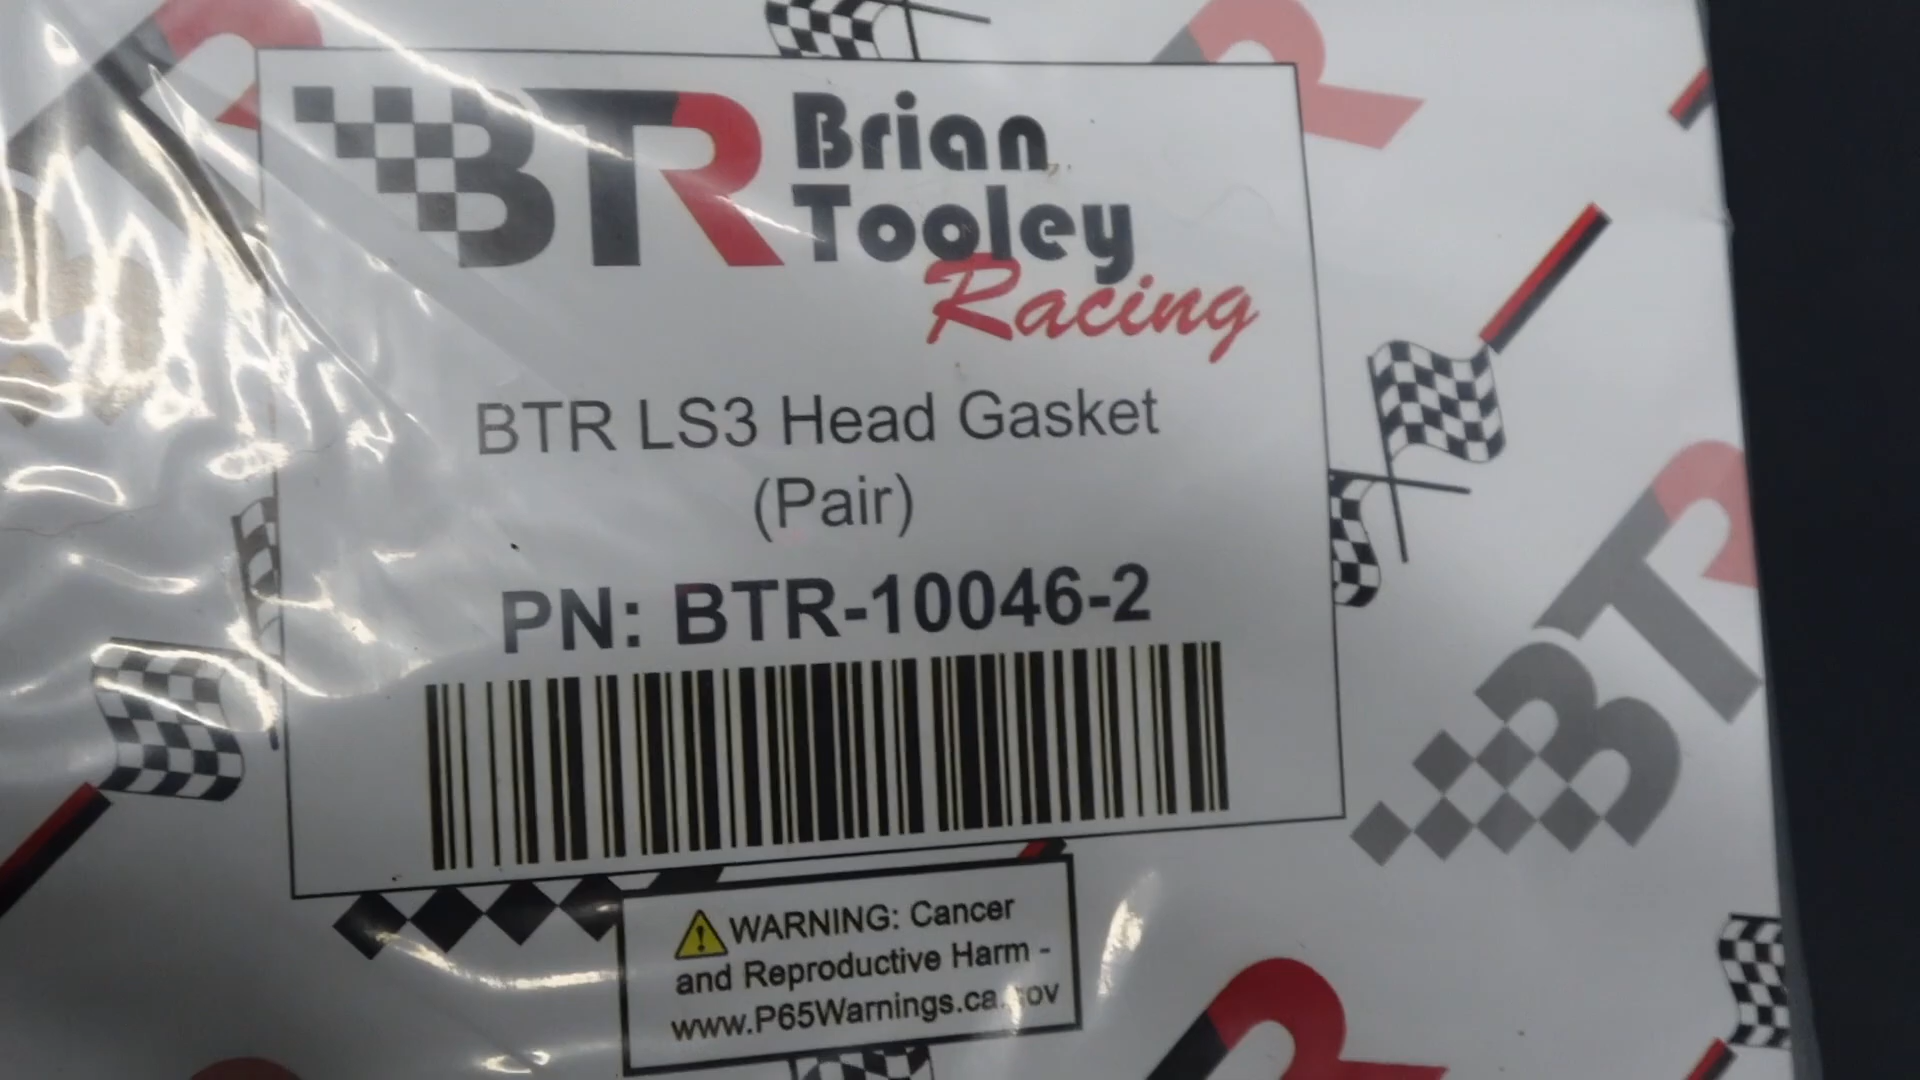 BTR Brian
Tooley
Racing
BTR LS3 Head Gasket
(Pair)
PN: BTR-10046-2
WARNING: Cancer
and Reproductive Harm -
www.P65Warnings.ca.gov
BTR